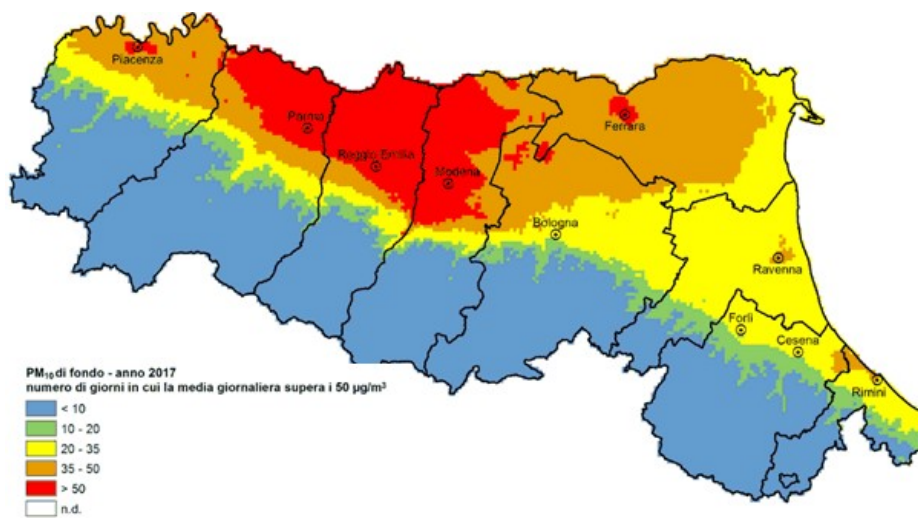 Piacenza
Parma
Reggio Emilia
Modena
Ferrara
Bologna
Ravenna
Forlì
Cesena
Rimini
PM₁₀ di fondo - anno 2017
numero di giorni in cui la media giornaliera supera i 50 µg/m³
< 10
10 - 20
20 - 35
35 - 50
> 50
n.d.